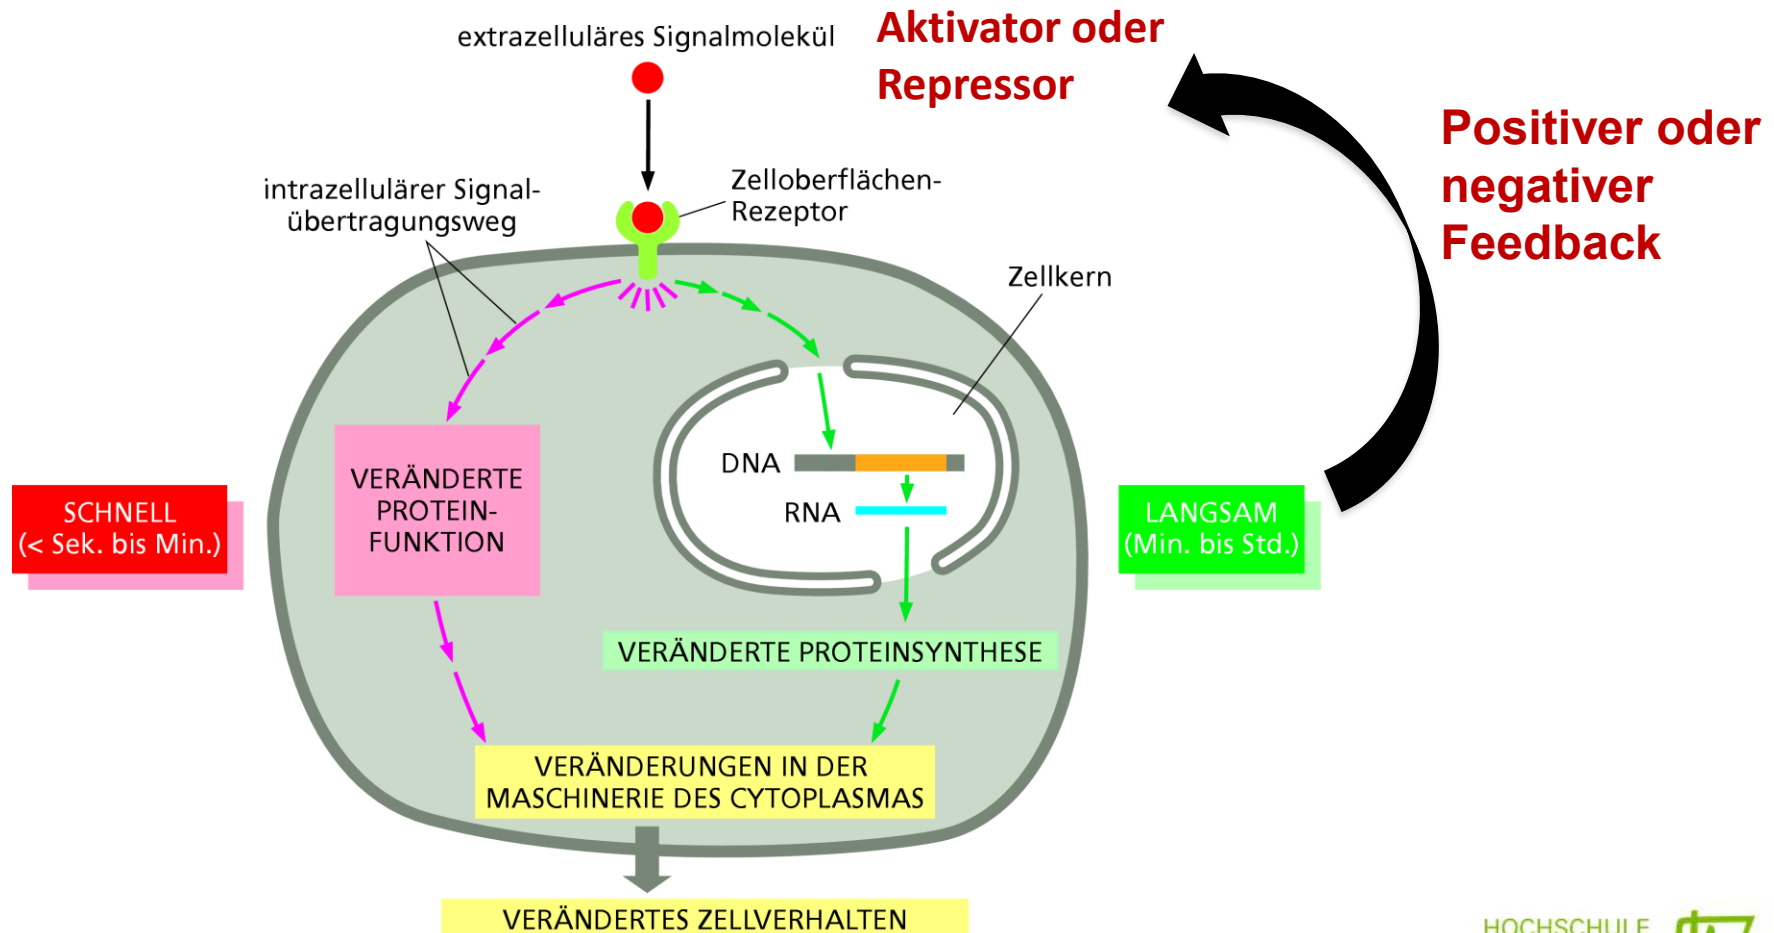 extrazelluläres Signalmolekül
Aktivator oder
Repressor
Positiver oder
negativer
Feedback
intrazellulärer Signal-
übertragungsweg
Zelloberflächen-
Rezeptor
Zellkern
VERÄNDERTE
PROTEIN-
FUNKTION
DNA
RNA
SCHNELL
(< Sek. bis Min.)
LANGSAM
(Min. bis Std.)
VERÄNDERTE PROTEINSYNTHESE
VERÄNDERUNGEN IN DER
MASCHINERIE DES CYTOPLASMAS
VERÄNDERTES ZELLVERHALTEN
HOCHSCHULE